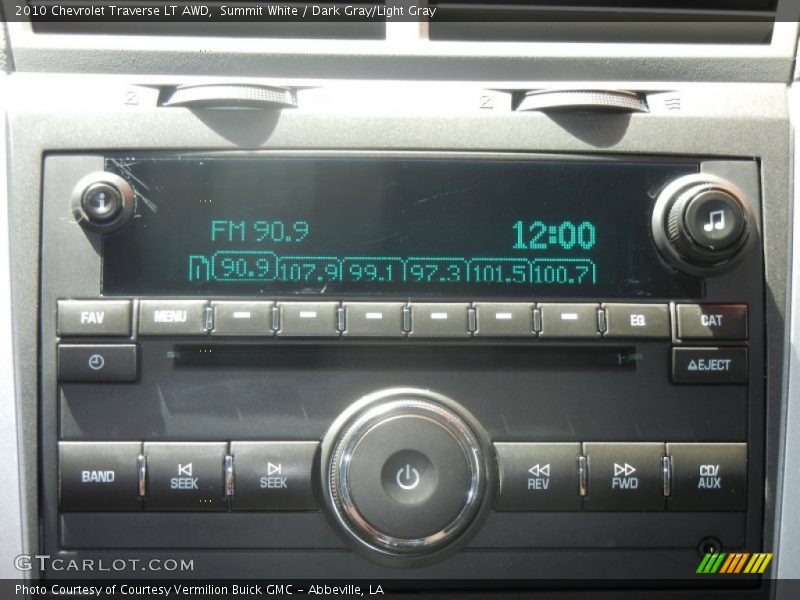 2010 Chevrolet Traverse LT AWD,  Summit White / Dark Gray/Light Gray
i
FM 90.9 12:00
90.9 107.9 99.1 97.3 101.5 100.7
FAV MENU EQ CAT
EJECT
BAND SEEK SEEK REV FWD CD/
AUX
GTCARLOT.COM
Photo Courtesy of Courtesy Vermilion Buick GMC - Abbeville, LA